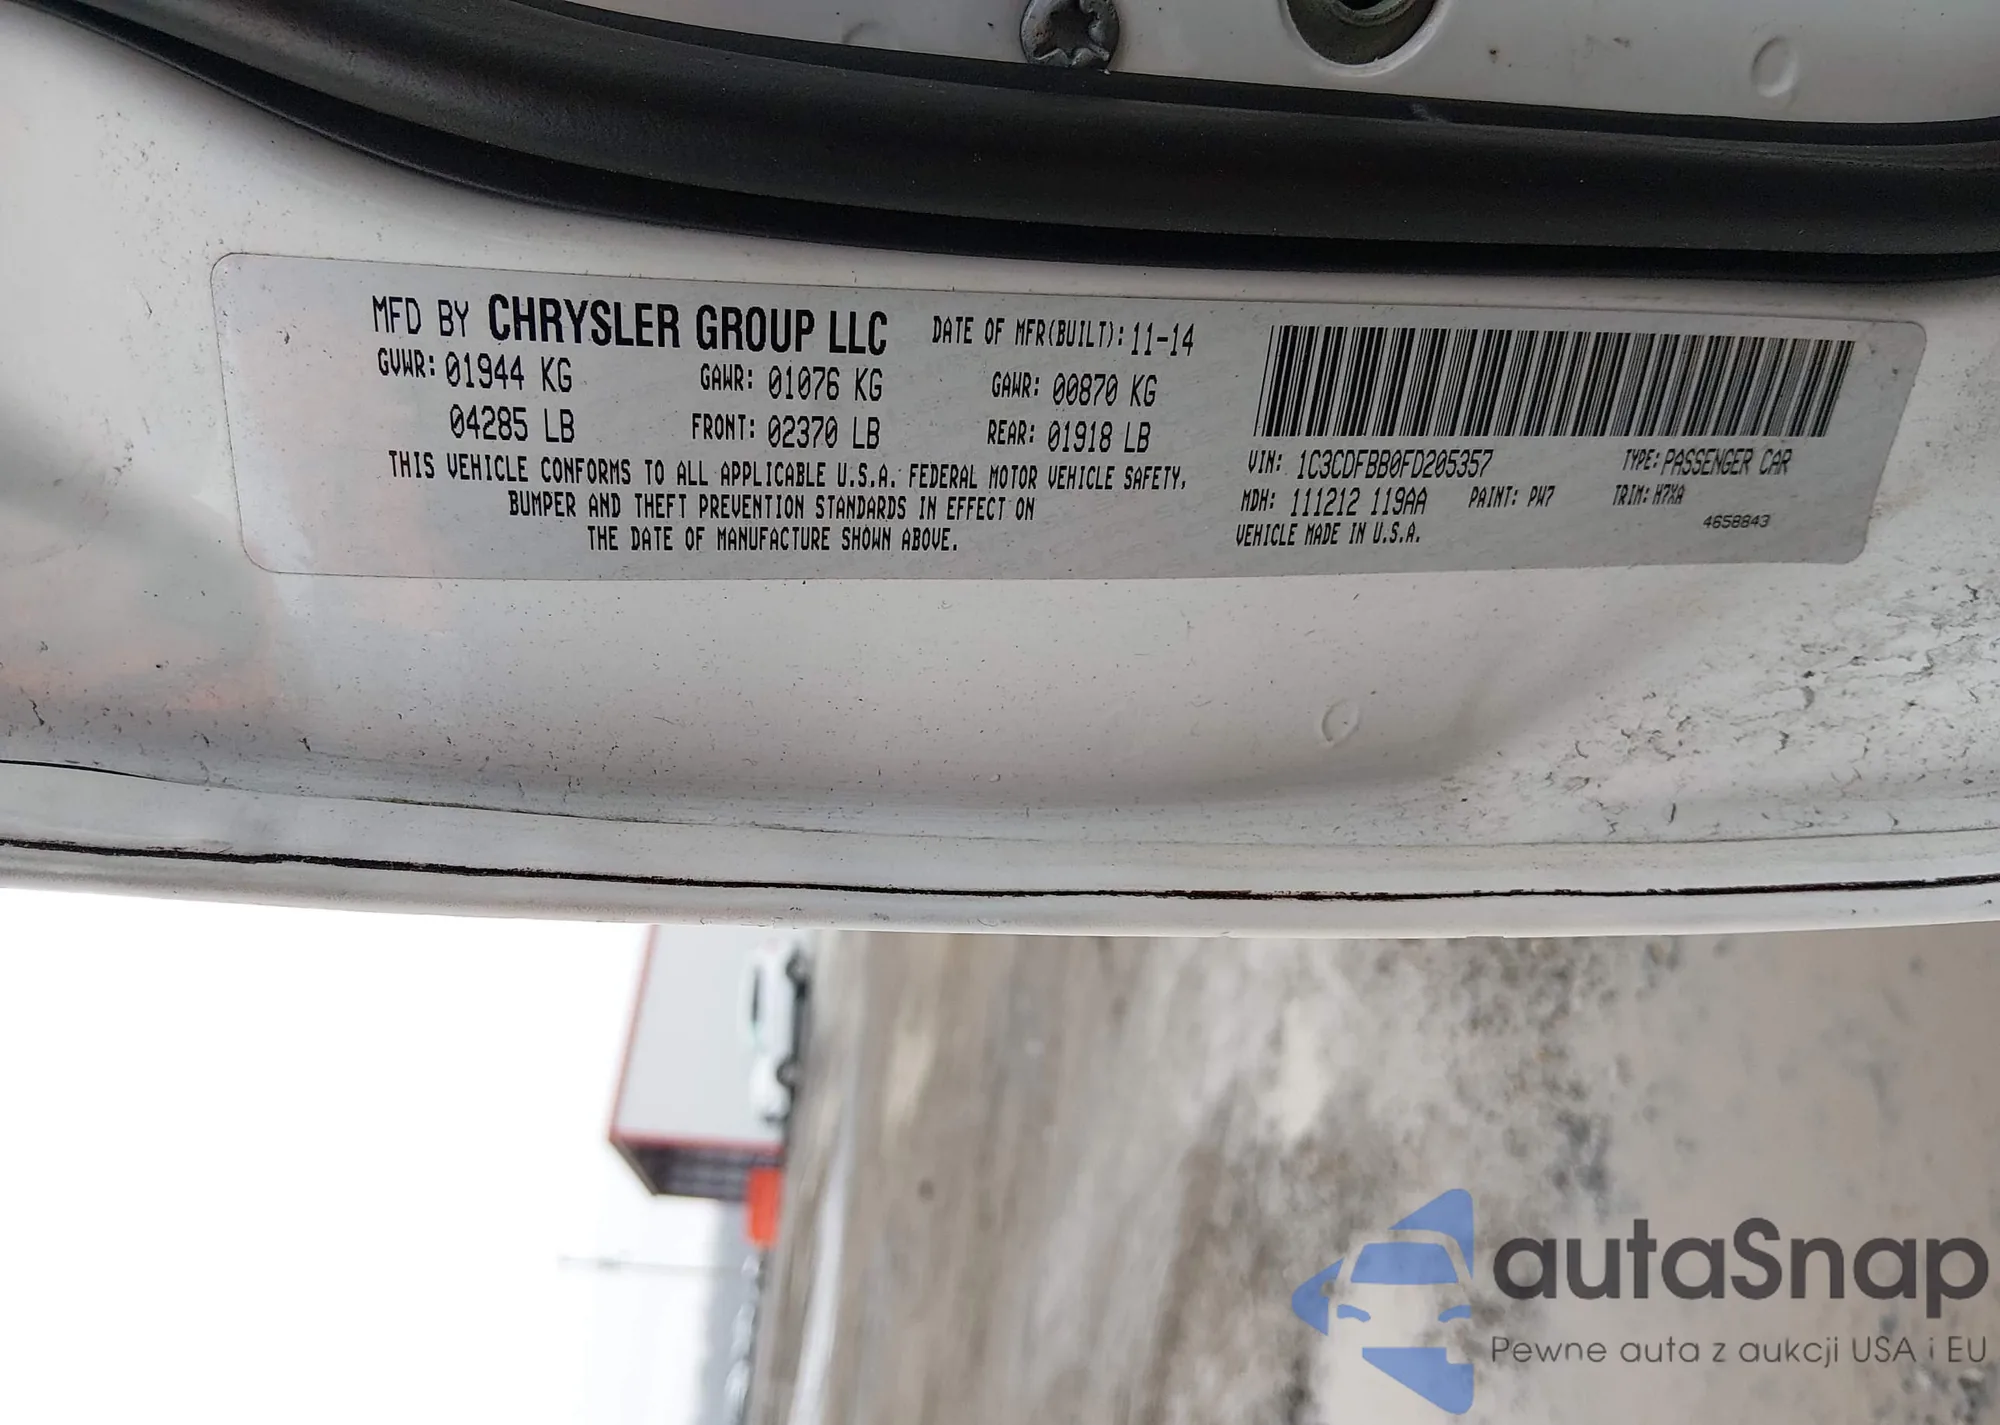 MFD BY CHRYSLER GROUP LLC DATE OF MFR(BUILT): 11-14
GVWR: 01944 KG GAWR: 01076 KG GAWR: 00870 KG
04285 LB FRONT: 02370 LB REAR: 01918 LB
THIS VEHICLE CONFORMS TO ALL APPLICABLE U.S.A. FEDERAL MOTOR VEHICLE SAFETY,
BUMPER AND THEFT PREVENTION STANDARDS IN EFFECT ON
THE DATE OF MANUFACTURE SHOWN ABOVE.
VIN: 1C3CDFBB0FD205357 TYPE: PASSENGER CAR
MDH: 111212 119AA PAINT: PW7 TRIM: H7XA
4658843
VEHICLE MADE IN U.S.A.
autaSnap
Pewne auta z aukcji USA i EU